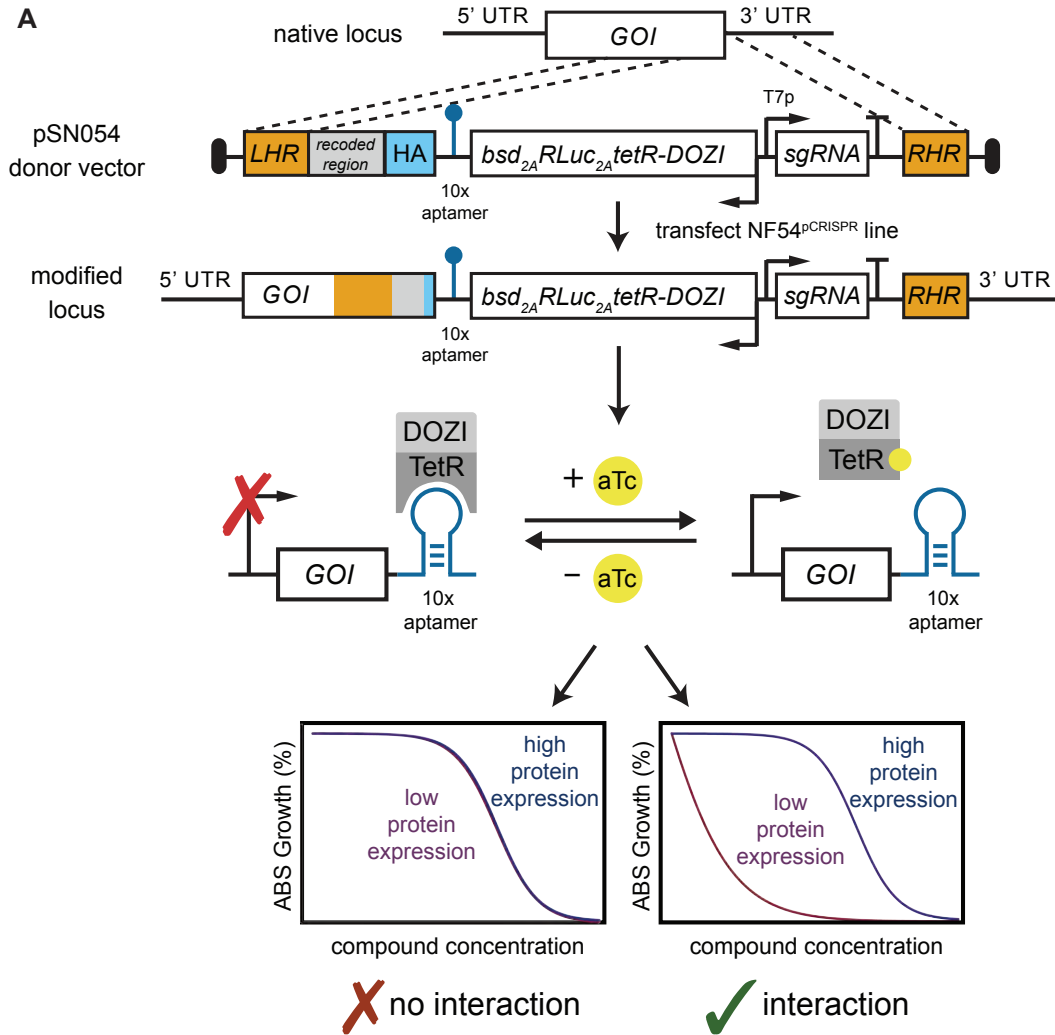 A
5’ UTR
3’ UTR
native locus
GOI
T7p
pSN054
donor vector
LHR
recoded
region
HA
bsd2ARLuc2AtetR-DOZI
sgRNA
RHR
10x
aptamer
transfect NF54pCRISPR line
modified
locus
5’ UTR
GOI
bsd2ARLuc2AtetR-DOZI
sgRNA
RHR
3’ UTR
10x
aptamer
DOZI
TetR
+ aTc
DOZI
TetR
GOI
− aTc
GOI
10x
aptamer
10x
aptamer
ABS Growth (%)
high
protein
expression
low
protein
expression
compound concentration
ABS Growth (%)
high
protein
expression
low
protein
expression
compound concentration
✗ no interaction
✓ interaction